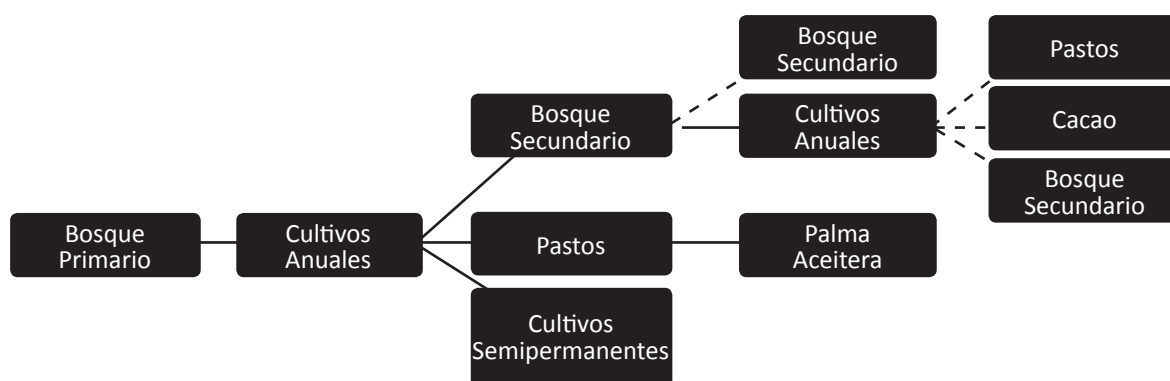 Bosque
Primario
Cultivos
Anuales
Bosque
Secundario
Pastos
Cultivos
Semipermanentes
Bosque
Secundario
Cultivos
Anuales
Palma
Aceitera
Pastos
Cacao
Bosque
Secundario